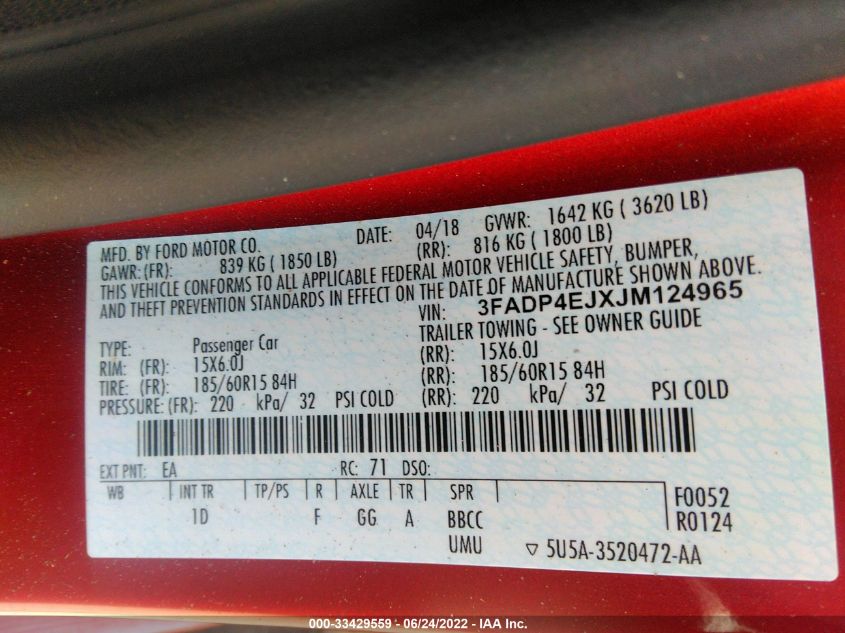 MFD. BY FORD MOTOR CO. DATE: 04/18 GVWR: 1642 KG ( 3620 LB)
GAWR: (FR): 839 KG ( 1850 LB) (RR): 816 KG ( 1800 LB)
THIS VEHICLE CONFORMS TO ALL APPLICABLE FEDERAL MOTOR VEHICLE SAFETY, BUMPER,
AND THEFT PREVENTION STANDARDS IN EFFECT ON THE DATE OF MANUFACTURE SHOWN ABOVE.
VIN: 3FADP4EJXJM124965
TYPE: Passenger Car TRAILER TOWING - SEE OWNER GUIDE
RIM: (FR): 15X6.0J (RR): 15X6.0J
TIRE: (FR): 185/60R15 84H (RR): 185/60R15 84H
PRESSURE: (FR): 220 kPa/ 32 PSI COLD (RR): 220 kPa/ 32 PSI COLD
EXT PNT: EA RC: 71 DSO:
WB INT TR TP/PS R AXLE TR SPR F0052
1D F GG A BBCC R0124
UMU ▽ 5U5A-3520472-AA
000-33429559 - 06/24/2022 - IAA Inc.